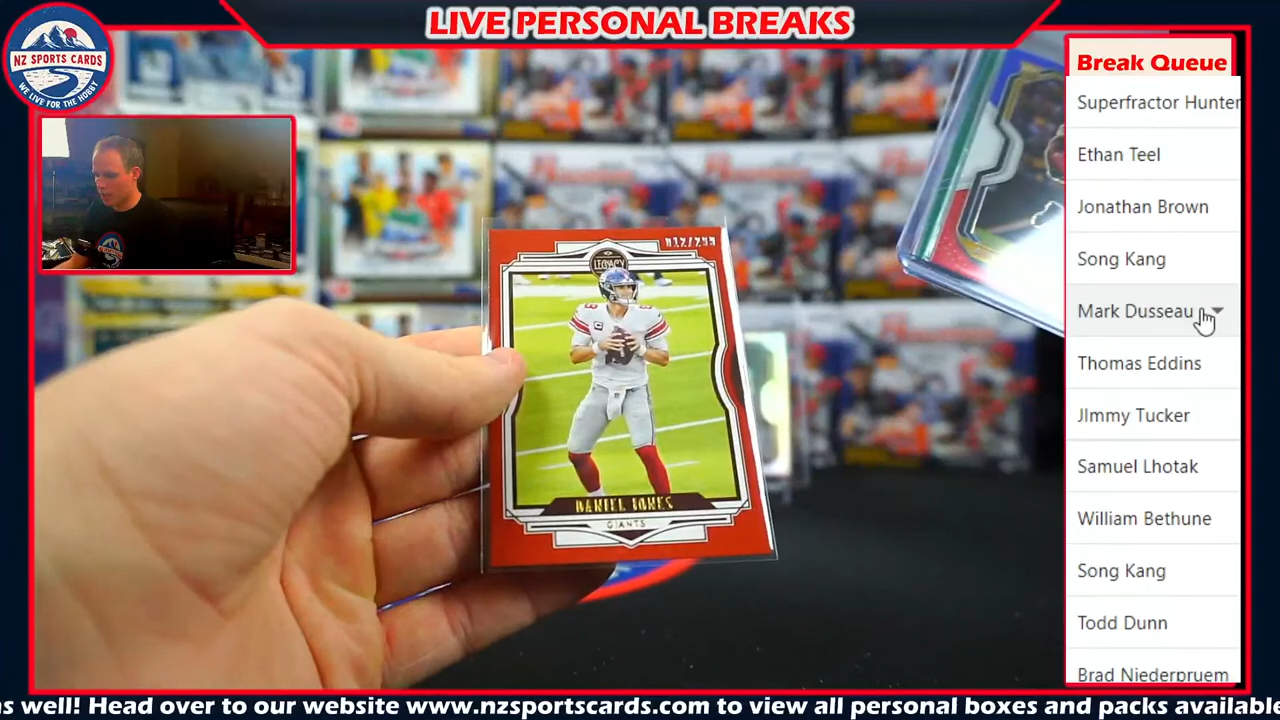 LIVE PERSONAL BREAKS
NZ SPORTS CARDS
WE LIVE FOR THE HOBBY
Break Queue
Superfractor Hunter
Ethan Teel
Jonathan Brown
Song Kang
Mark Dusseau
Thomas Eddins
JImmy Tucker
Samuel Lhotak
William Bethune
Song Kang
Todd Dunn
Brad Niederpruem
012/299
LEGACY
DANIEL JONES
GIANTS
as well! Head over to our website www.nzsportscards.com to view all personal boxes and packs available